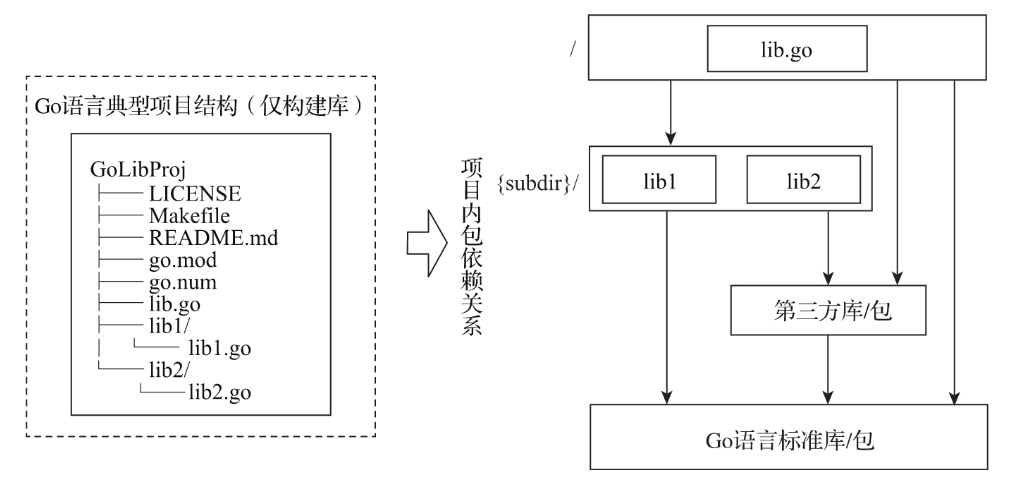 Go语言典型项目结构（仅构建库）
GoLibProj
LICENSE
Makefile
README.md
go.mod
go.num
lib.go
lib1/
lib1.go
lib2/
lib2.go
项目内包依赖关系
/
lib.go
{subdir}/
lib1
lib2
第三方库/包
Go语言标准库/包